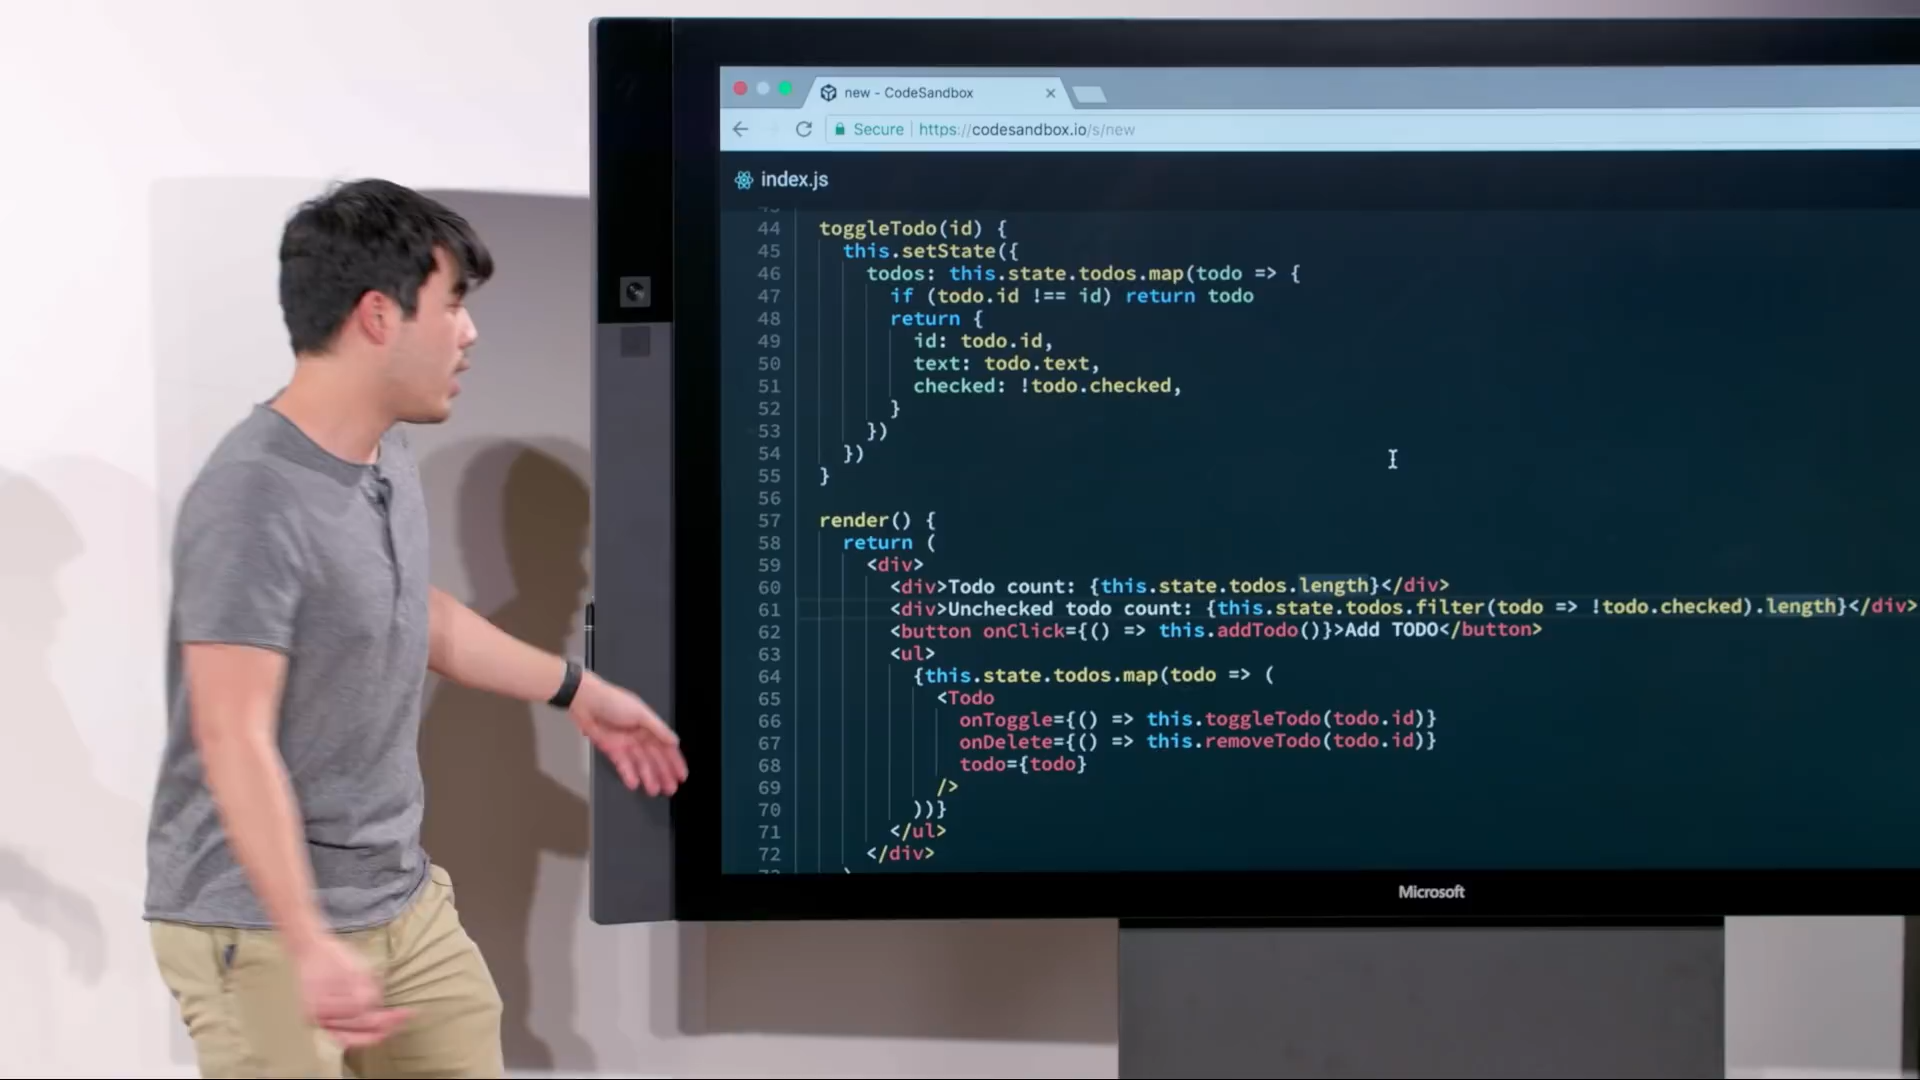 new - CodeSandbox
Secure https://codesandbox.io/s/new
index.js
44 toggleTodo(id) {
45 this.setState({
46 todos: this.state.todos.map(todo => {
47 if (todo.id !== id) return todo
48 return {
49 id: todo.id,
50 text: todo.text,
51 checked: !todo.checked,
52 }
53 })
54 })
55 }
56
57 render() {
58 return (
59 <div>
60 <div>Todo count: {this.state.todos.length}</div>
61 <div>Unchecked todo count: {this.state.todos.filter(todo => !todo.checked).length}</div>
62 <button onClick={() => this.addTodo()}>Add TODO</button>
63 <ul>
64 {this.state.todos.map(todo => (
65 <Todo
66 onToggle={() => this.toggleTodo(todo.id)}
67 onDelete={() => this.removeTodo(todo.id)}
68 todo={todo}
69 />
70 ))}
71 </ul>
72 </div>
Microsoft